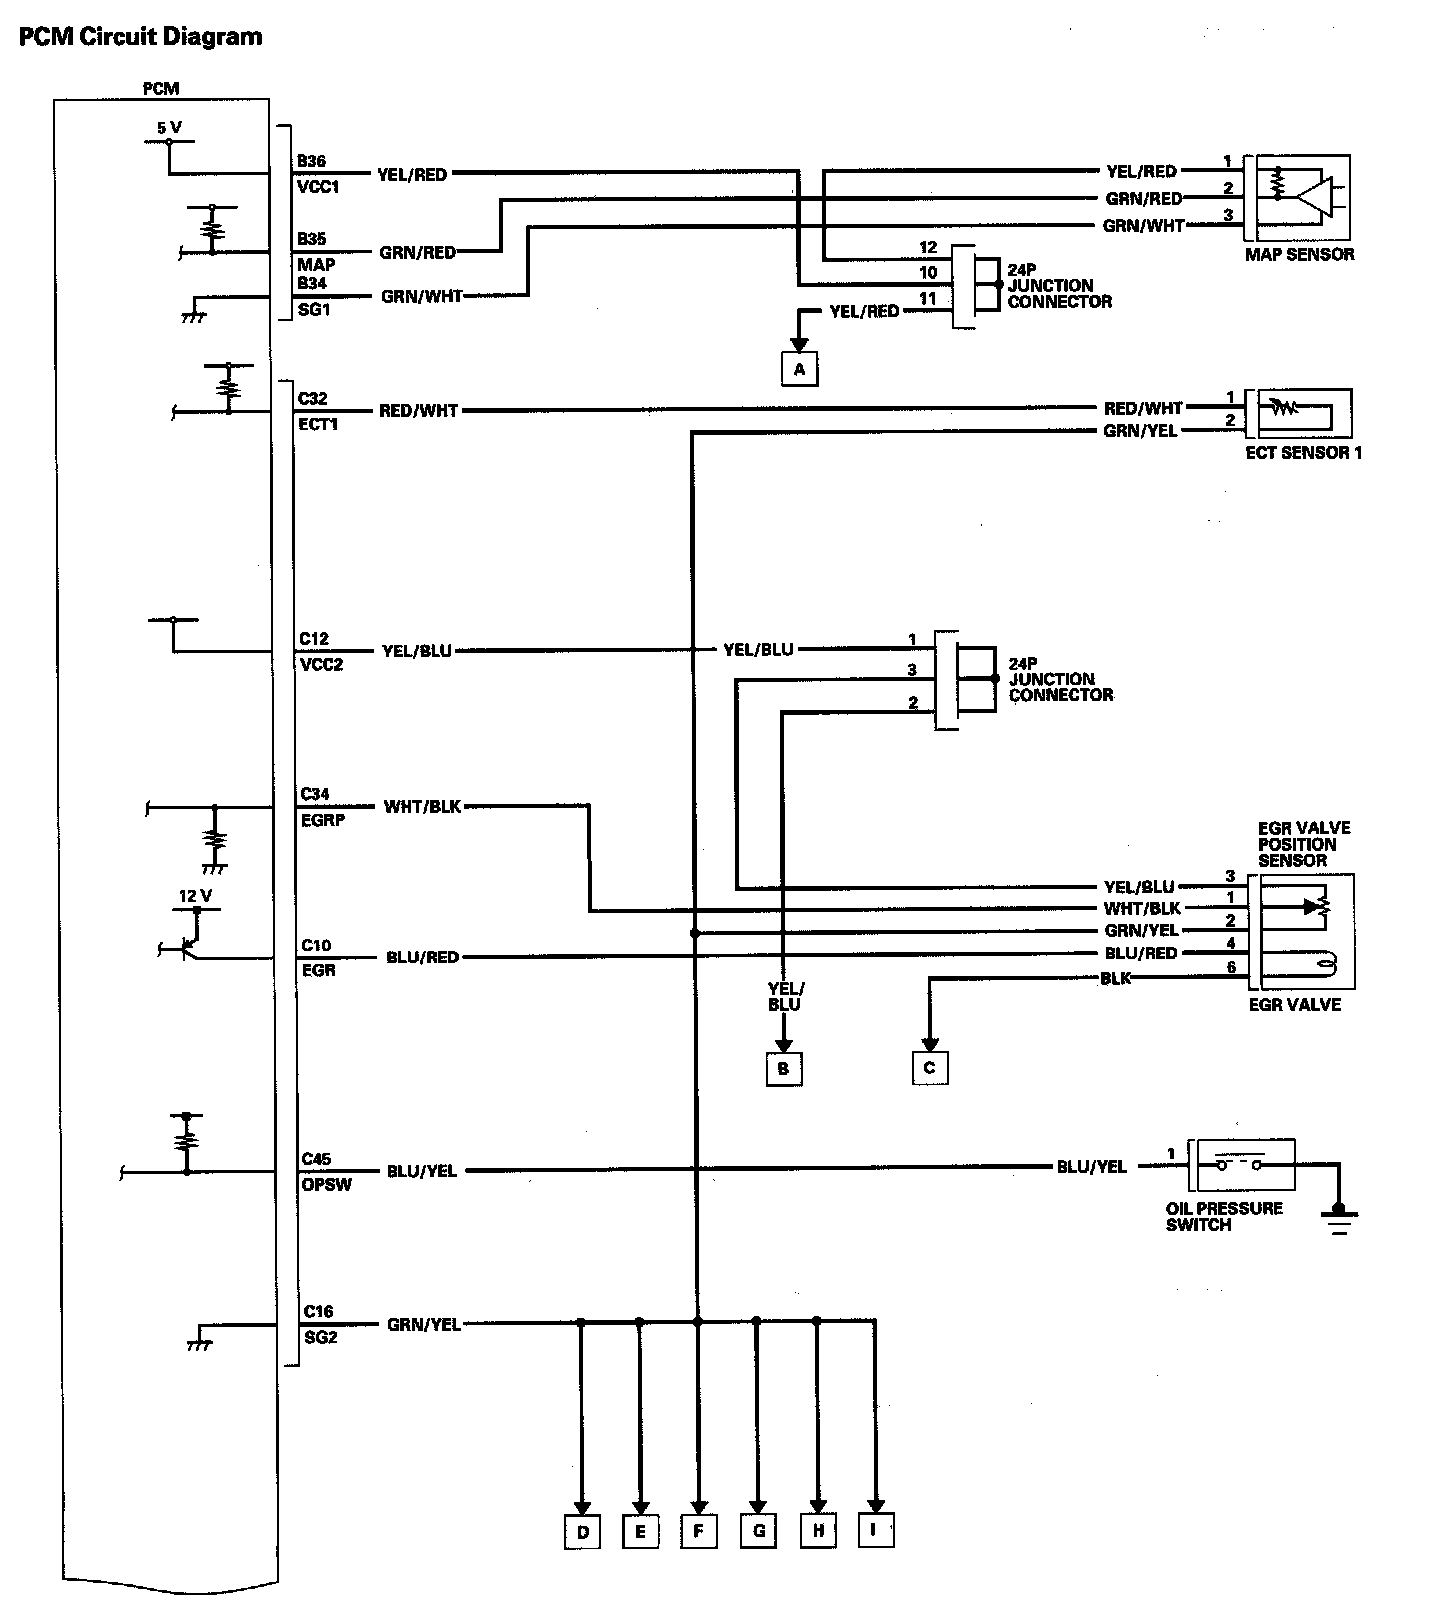 PCM Circuit Diagram
PCM
5 V
B36
VCC1
YEL/RED
YEL/RED
1
GRN/RED
2
GRN/WHT
3
MAP SENSOR
B35
MAP
GRN/RED
B34
SG1
GRN/WHT
12
10
11
24P
JUNCTION
CONNECTOR
YEL/RED
A
C32
ECT1
RED/WHT
RED/WHT
1
GRN/YEL
2
ECT SENSOR 1
C12
VCC2
YEL/BLU
YEL/BLU
1
3
2
24P
JUNCTION
CONNECTOR
C34
EGRP
WHT/BLK
EGR VALVE
POSITION
SENSOR
YEL/BLU
3
WHT/BLK
1
GRN/YEL
2
BLU/RED
4
BLK
6
EGR VALVE
12 V
C10
EGR
BLU/RED
YEL/
BLU
B
C
C45
OPSW
BLU/YEL
BLU/YEL
1
OIL PRESSURE
SWITCH
C16
SG2
GRN/YEL
D
E
F
G
H
I